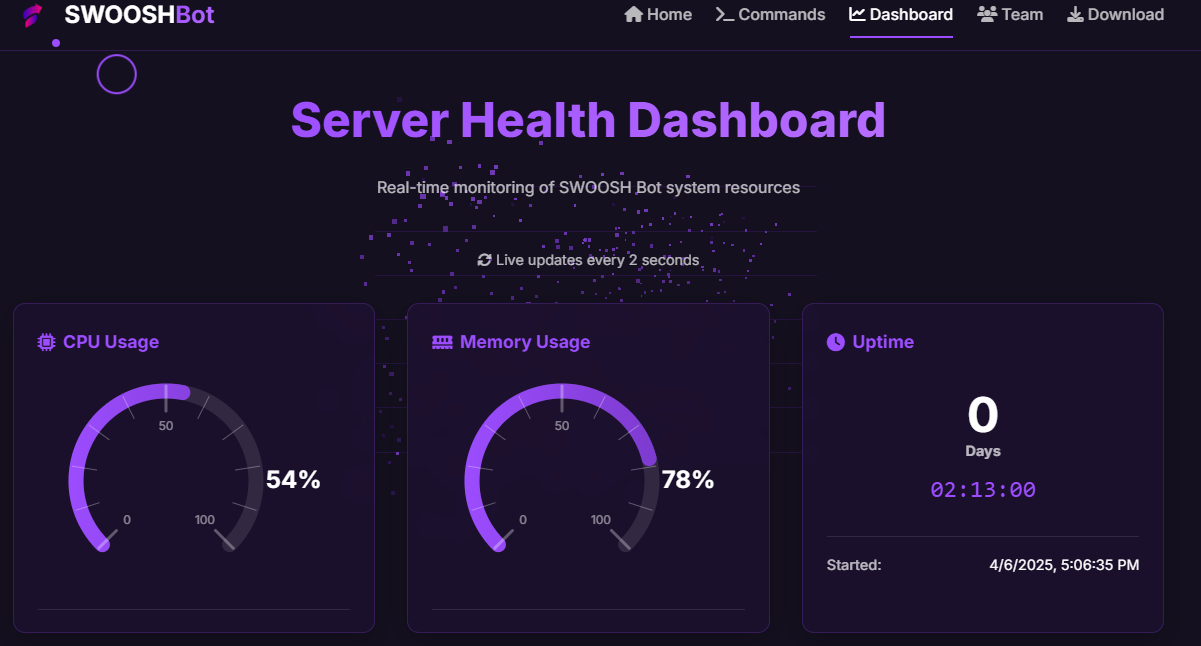 SWOOSHBot
Home Commands Dashboard Team Download
Server Health Dashboard
Real-time monitoring of SWOOSH Bot system resources
Live updates every 2 seconds
CPU Usage
50
54%
0 100
Memory Usage
50
78%
0 100
Uptime
0
Days
02:13:00
Started: 4/6/2025, 5:06:35 PM